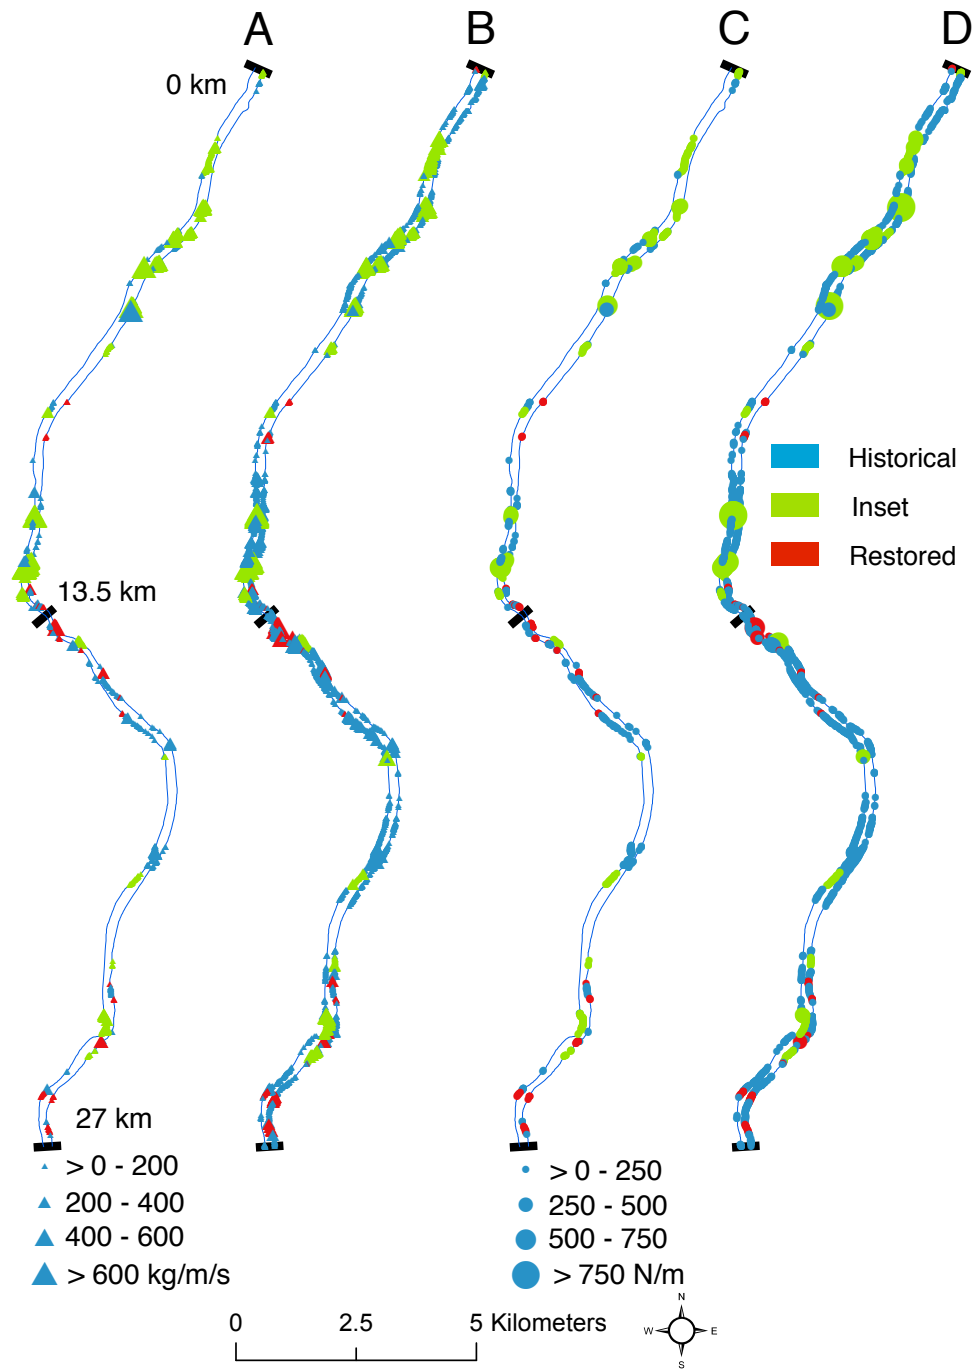 A B C D
0 km
Historical
Inset
Restored
13.5 km
27 km
> 0 - 200
200 - 400
400 - 600
> 600 kg/m/s
> 0 - 250
250 - 500
500 - 750
> 750 N/m
0 2.5 5 Kilometers
N
W E
S